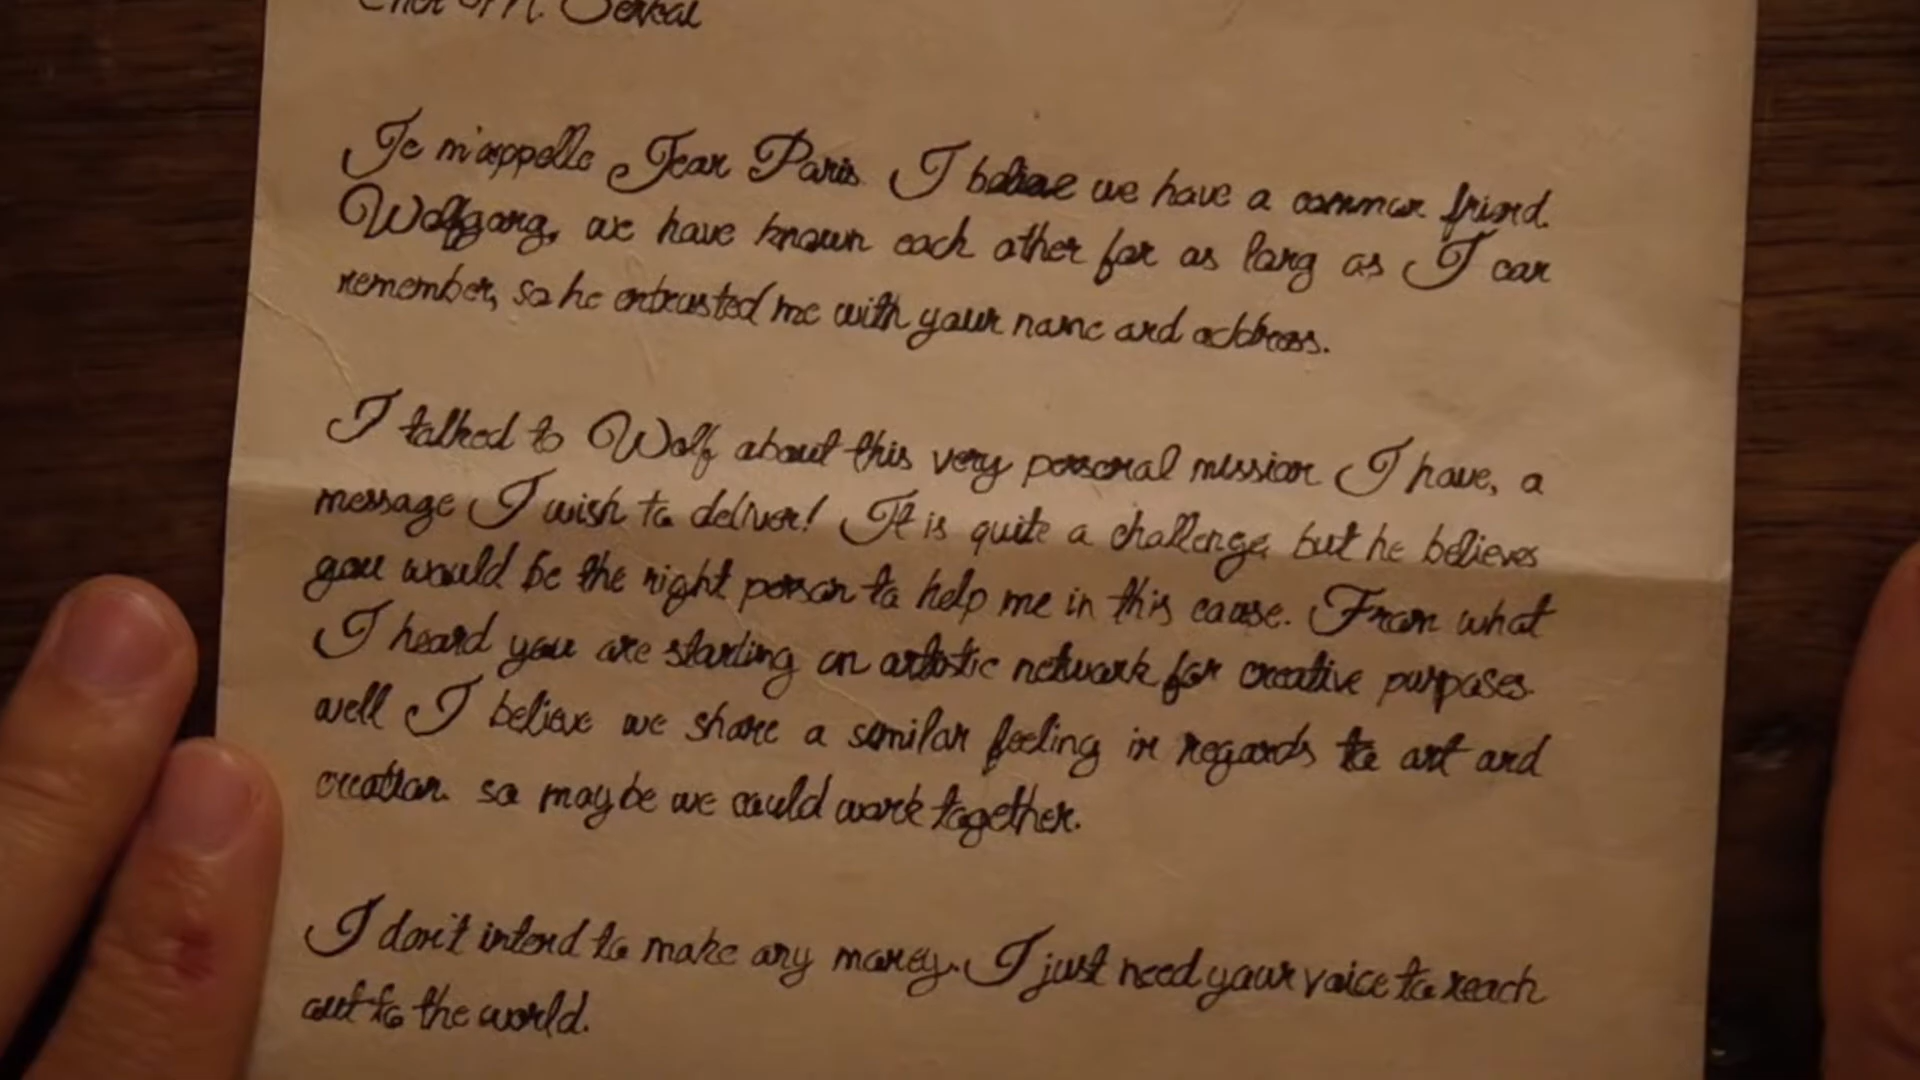 Cher M. Serkal
Je m'appelle Jean Paris. I believe we have a common friend.
Wolfgang, we have known each other for as long as I can
remember, so he entrusted me with your name and address.
I talked to Wolf about this very personal mission I have, a
message I wish to deliver! It is quite a challenge, but he believes
you would be the right person to help me in this cause. From what
I heard you are starting an artistic network for creative purposes.
well I believe we share a similar feeling in regards to art and
creation. so maybe we could work together.
I don't intend to make any money. I just need your voice to reach
out to the world.